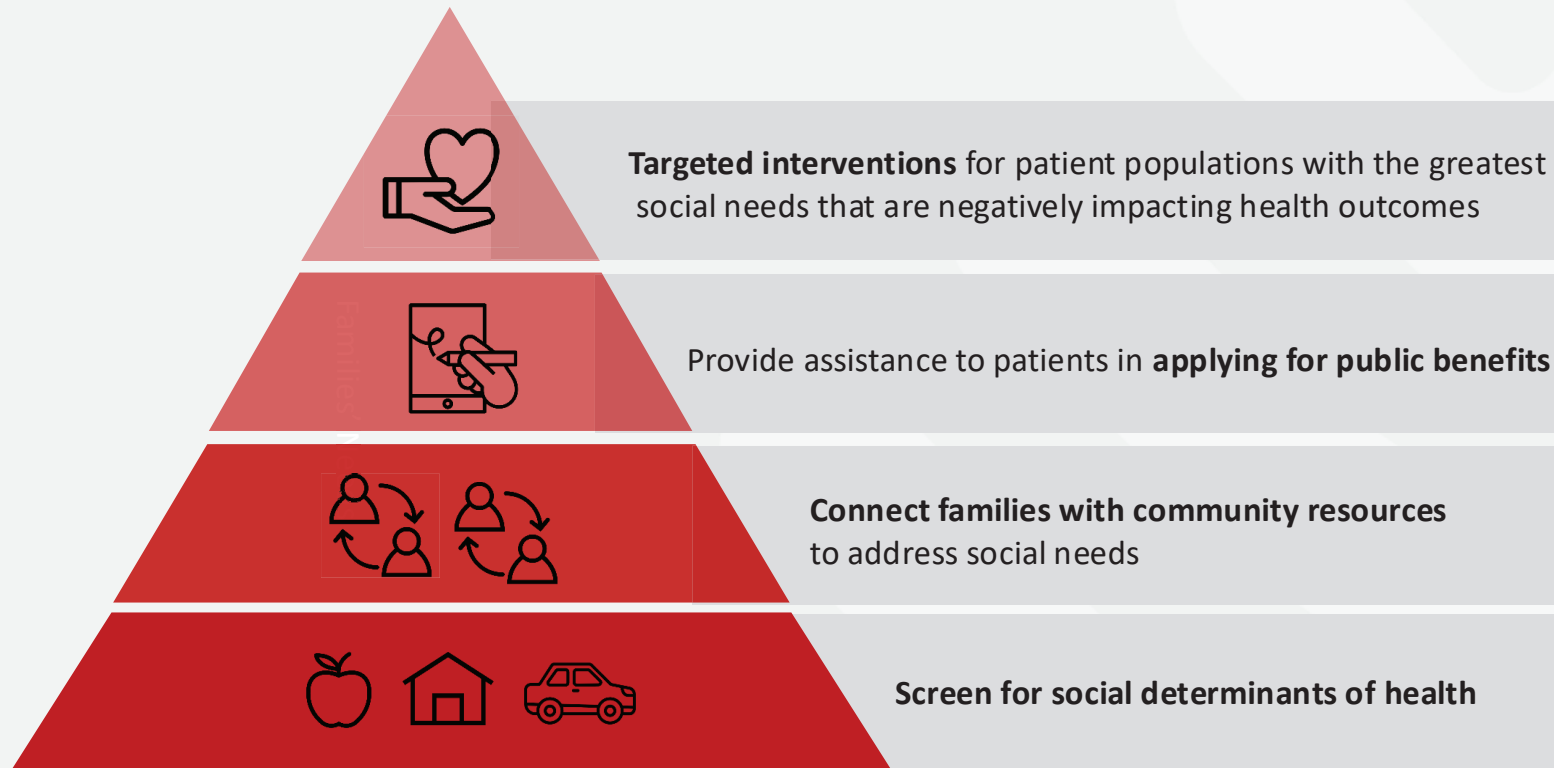 Targeted interventions for patient populations with the greatest
social needs that are negatively impacting health outcomes
Provide assistance to patients in applying for public benefits
Families' N
Connect families with community resources
to address social needs
Screen for social determinants of health